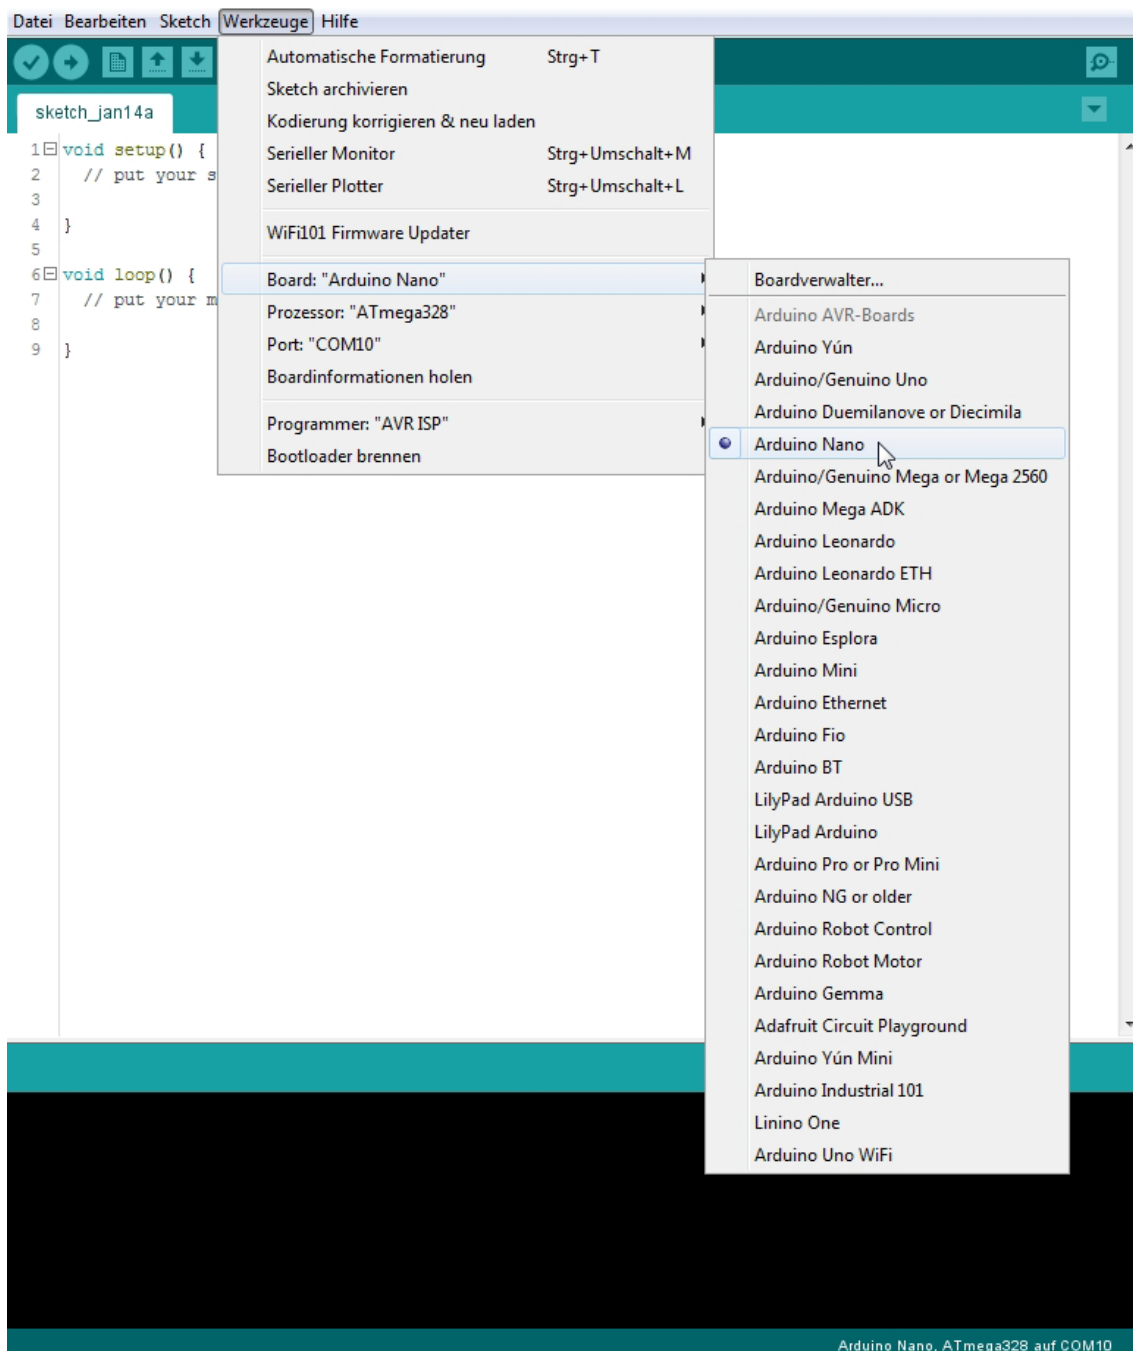 Datei Bearbeiten Sketch Werkzeuge Hilfe
Automatische Formatierung Strg+T
Sketch archivieren
Kodierung korrigieren & neu laden
Serieller Monitor Strg+Umschalt+M
Serieller Plotter Strg+Umschalt+L
WiFi101 Firmware Updater
Board: "Arduino Nano"
Prozessor: "ATmega328"
Port: "COM10"
Boardinformationen holen
Programmer: "AVR ISP"
Bootloader brennen
sketch_jan14a
1 void setup() {
2 // put your s
3
4 }
5
6 void loop() {
7 // put your m
8
9 }
Boardverwalter...
Arduino AVR-Boards
Arduino Yún
Arduino/Genuino Uno
Arduino Duemilanove or Diecimila
Arduino Nano
Arduino/Genuino Mega or Mega 2560
Arduino Mega ADK
Arduino Leonardo
Arduino Leonardo ETH
Arduino/Genuino Micro
Arduino Esplora
Arduino Mini
Arduino Ethernet
Arduino Fio
Arduino BT
LilyPad Arduino USB
LilyPad Arduino
Arduino Pro or Pro Mini
Arduino NG or older
Arduino Robot Control
Arduino Robot Motor
Arduino Gemma
Adafruit Circuit Playground
Arduino Yún Mini
Arduino Industrial 101
Linino One
Arduino Uno WiFi
Arduino Nano, ATmega328 auf COM10